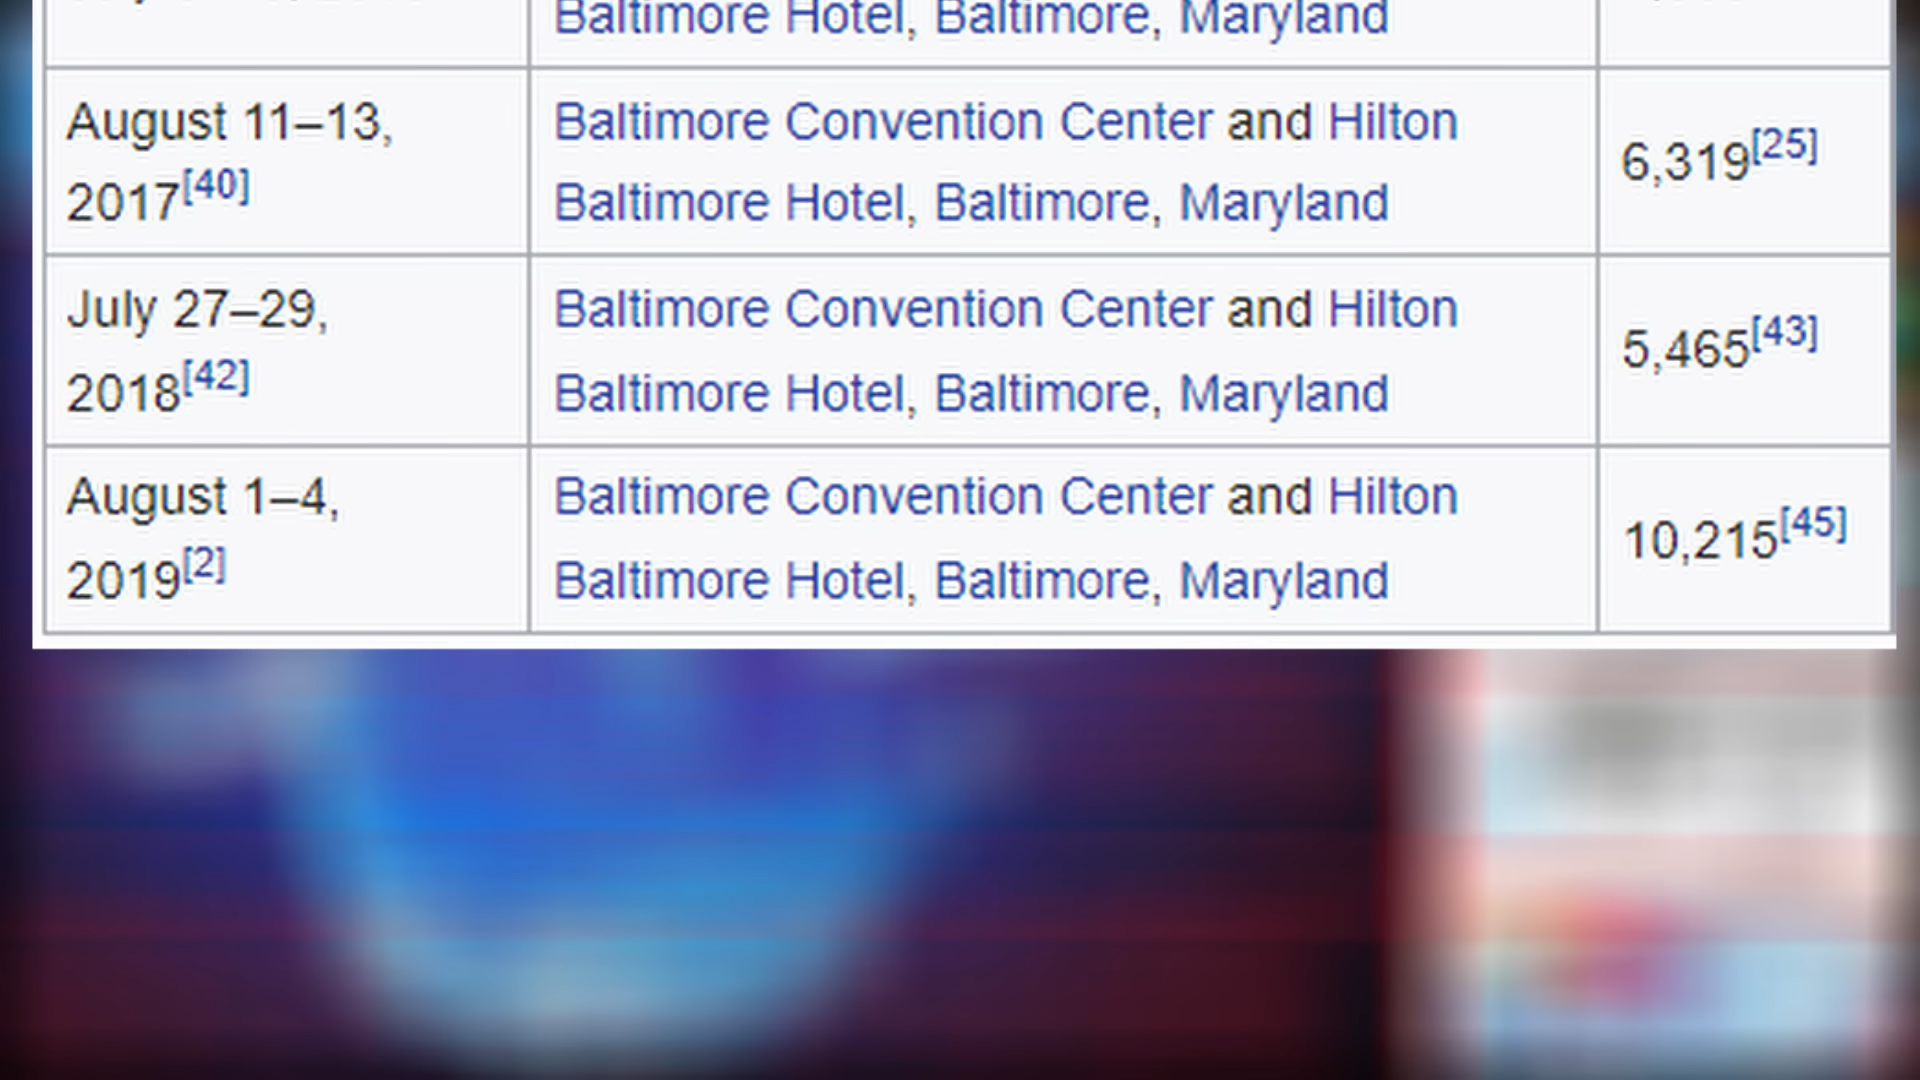 Baltimore Hotel, Baltimore, Maryland
August 11–13,
2017[40]
Baltimore Convention Center and Hilton
Baltimore Hotel, Baltimore, Maryland
6,319[25]
July 27–29,
2018[42]
Baltimore Convention Center and Hilton
Baltimore Hotel, Baltimore, Maryland
5,465[43]
August 1–4,
2019[2]
Baltimore Convention Center and Hilton
Baltimore Hotel, Baltimore, Maryland
10,215[45]